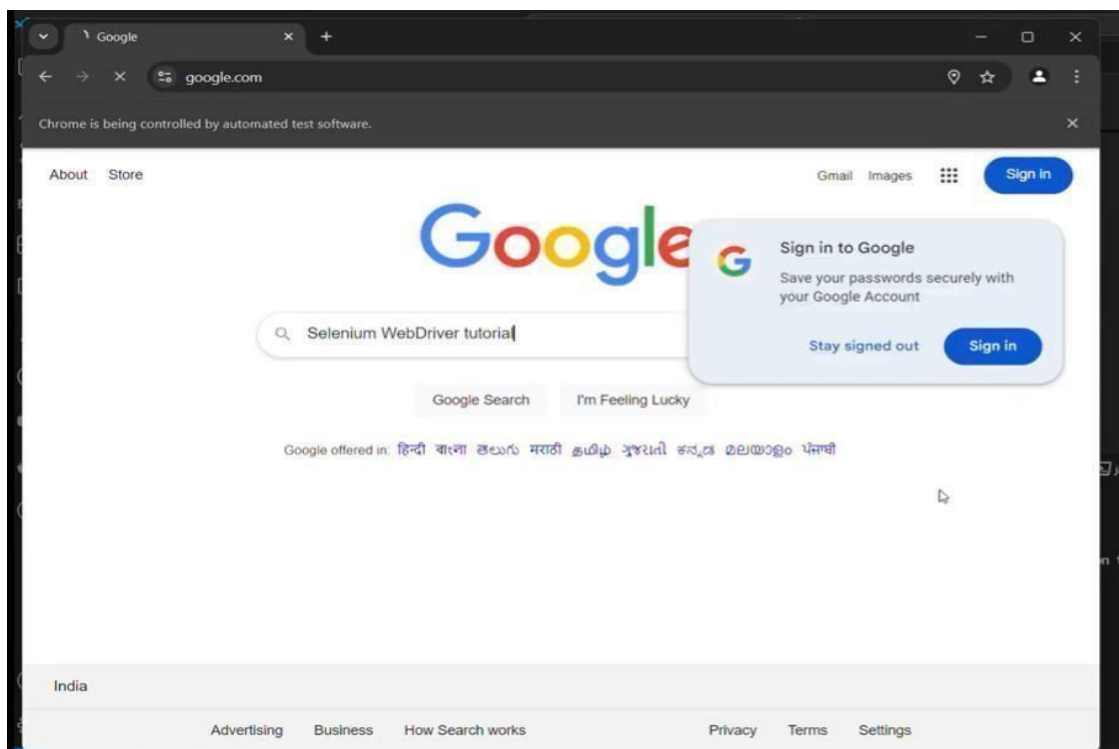 Google
google.com
Chrome is being controlled by automated test software.
About Store
Gmail Images Sign in
Google
Sign in to Google
Save your passwords securely with
your Google Account
Stay signed out Sign in
Selenium WebDriver tutorial
Google Search I'm Feeling Lucky
Google offered in: हिन्दी বাংলা తెలుగు मराठी தமிழ் ગુજરાતી ಕನ್ನಡ മലയാളം ਪੰਜਾਬੀ
India
Advertising Business How Search works Privacy Terms Settings